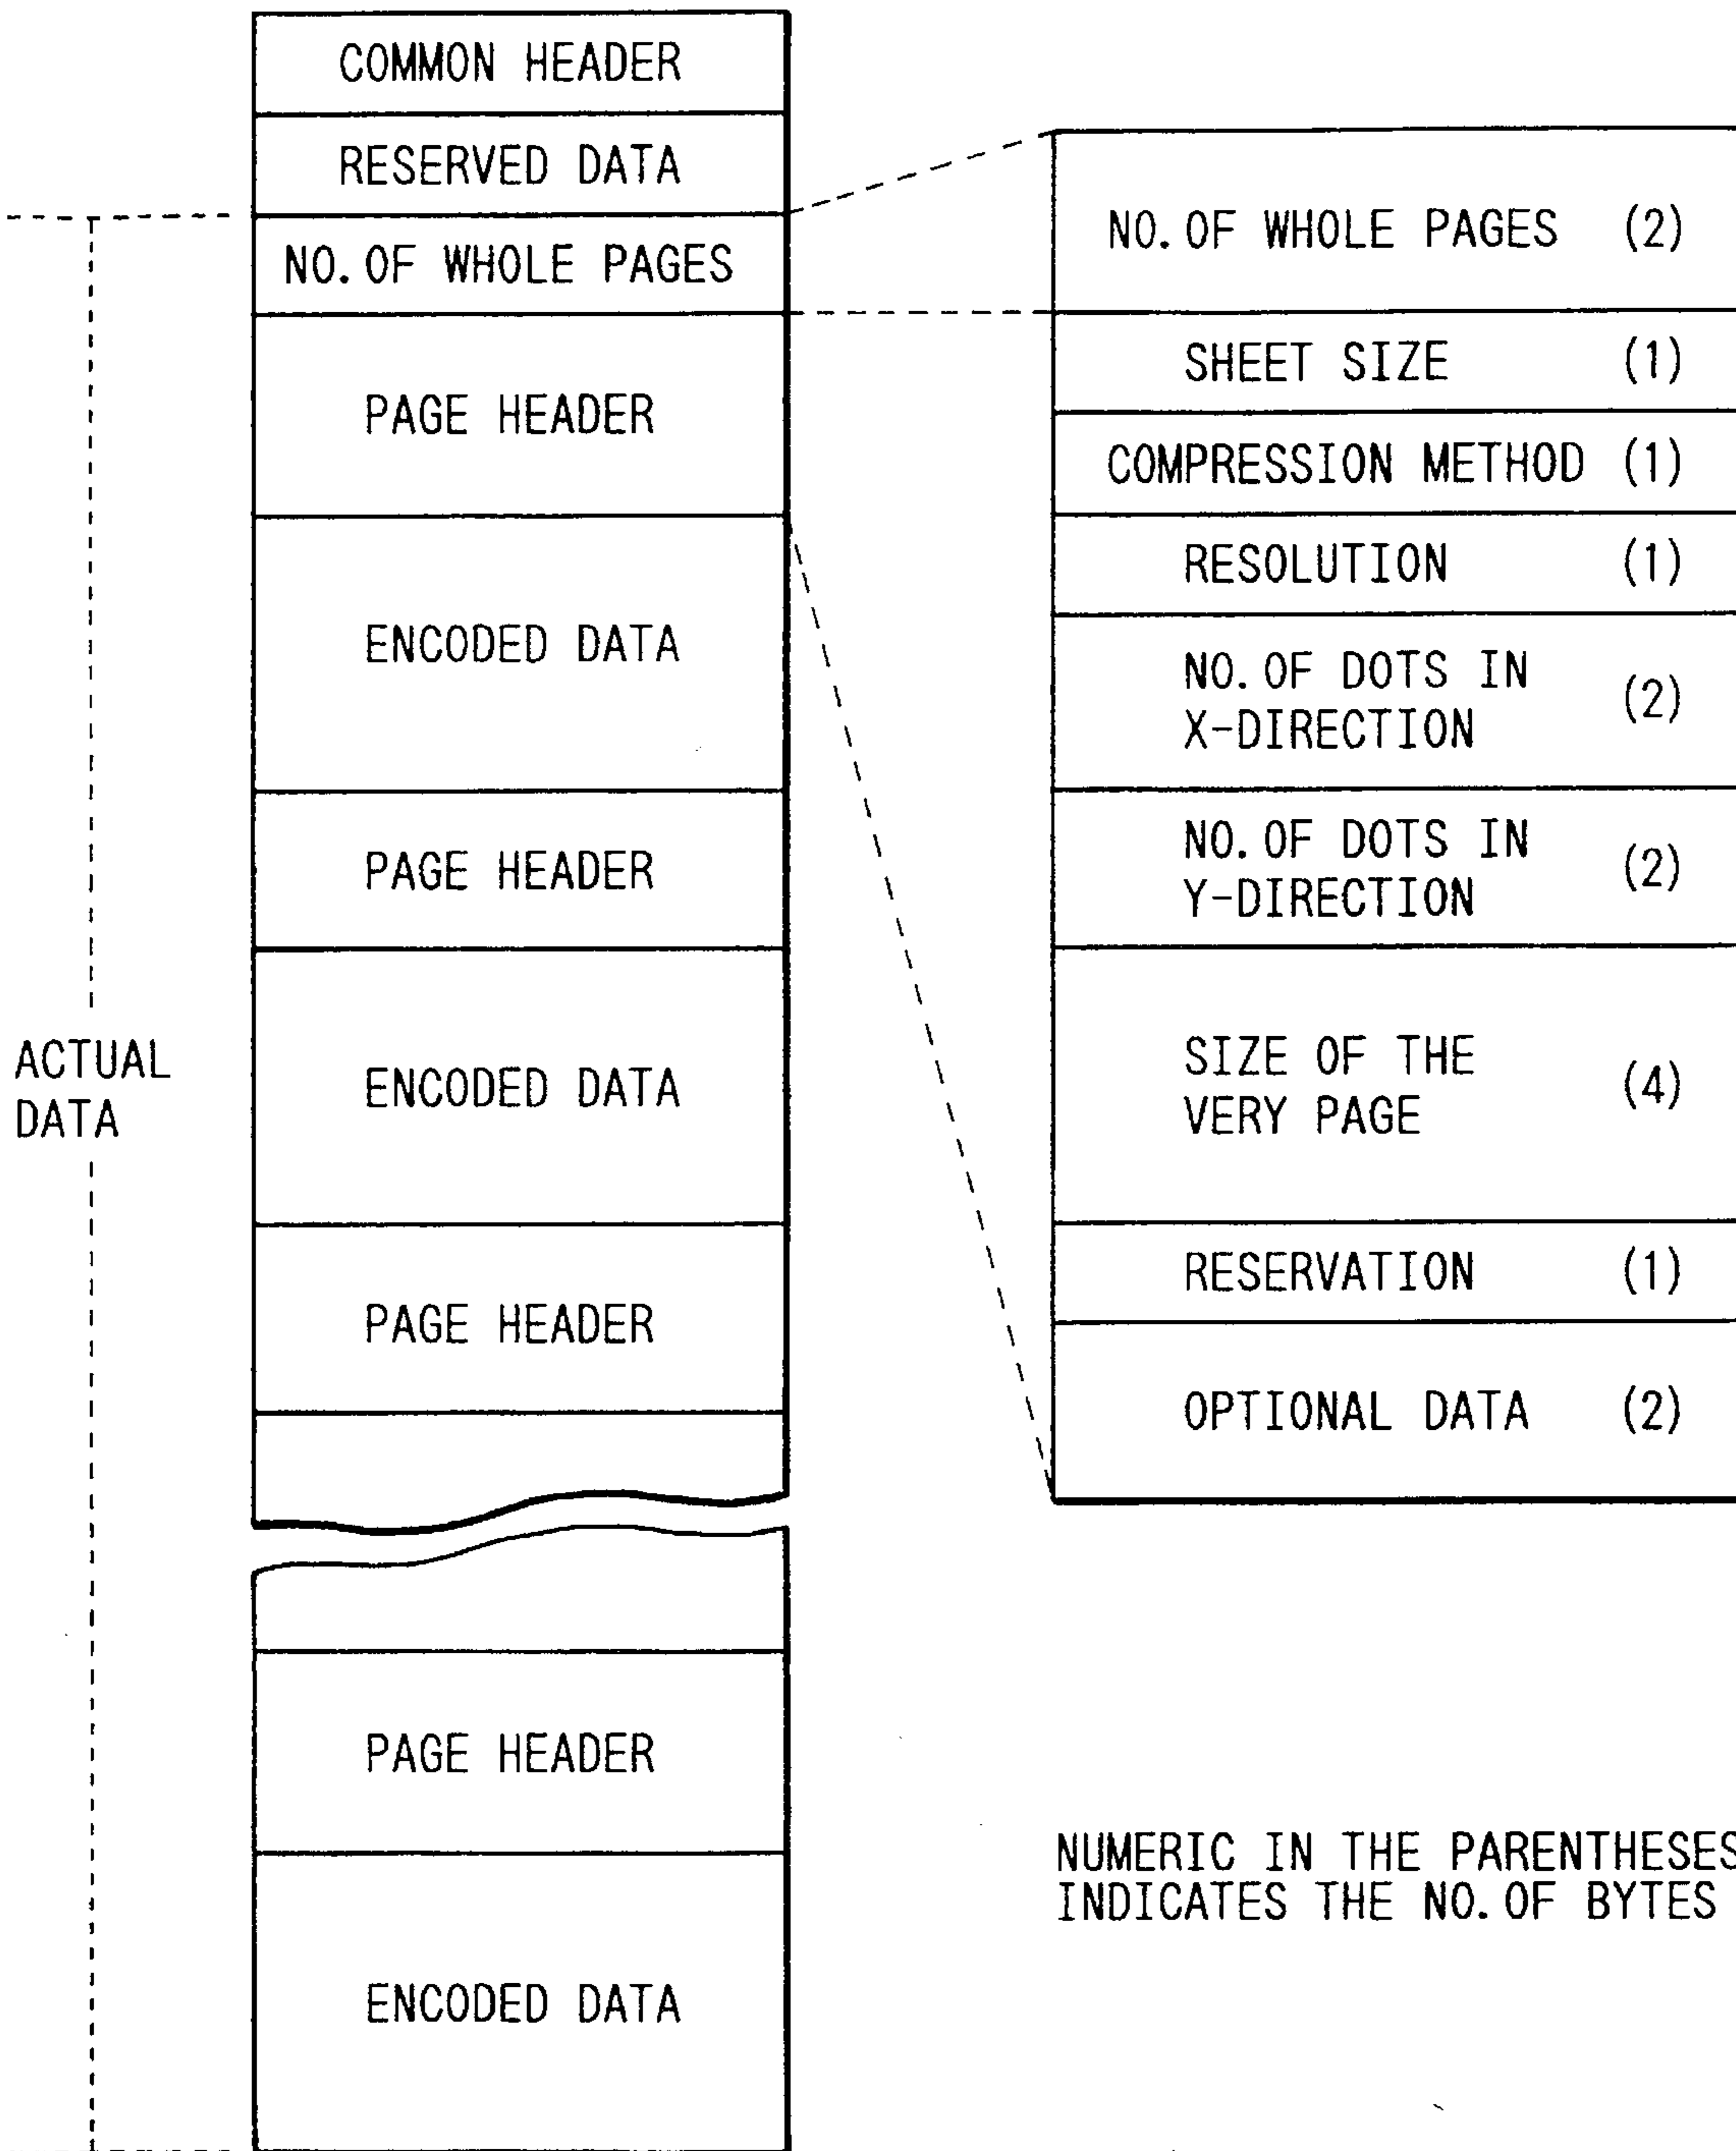 COMMON HEADER
RESERVED DATA
NO.OF WHOLE PAGES
PAGE HEADER
ENCODED DATA
PAGE HEADER
ENCODED DATA
PAGE HEADER
PAGE HEADER
ENCODED DATA
ACTUAL
DATA
NO.OF WHOLE PAGES (2)
SHEET SIZE (1)
COMPRESSION METHOD (1)
RESOLUTION (1)
NO.OF DOTS IN
X-DIRECTION (2)
NO.OF DOTS IN
Y-DIRECTION (2)
SIZE OF THE
VERY PAGE (4)
RESERVATION (1)
OPTIONAL DATA (2)
NUMERIC IN THE PARENTHESES
INDICATES THE NO.OF BYTES